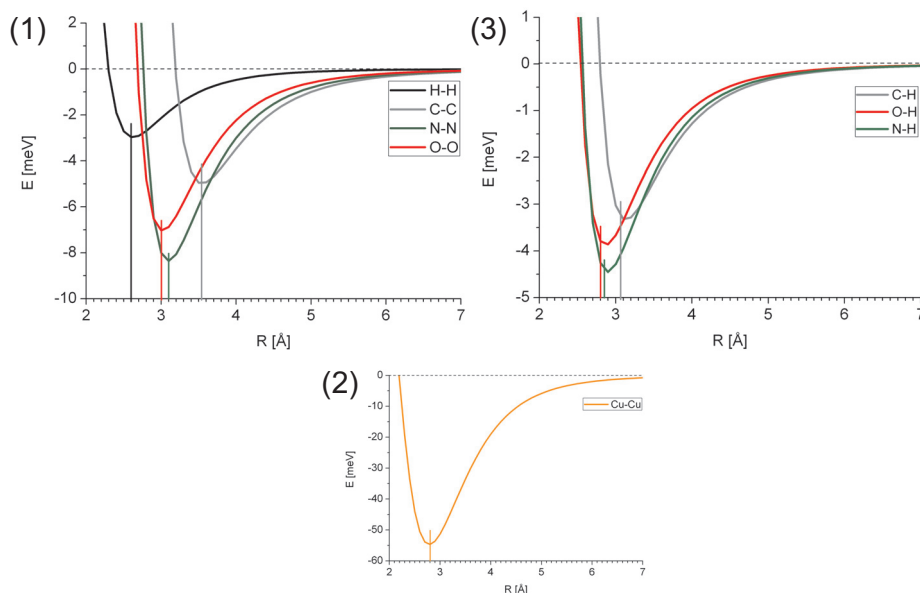 (1)
2
0
-2
-4
-6
-8
-10
E [meV]
H-H
C-C
N-N
O-O
2 3 4 5 6 7
R [Å]
(3)
1
0
-1
-2
-3
-4
-5
E [meV]
C-H
O-H
N-H
2 3 4 5 6 7
R [Å]
(2)
0
-10
-20
-30
-40
-50
-60
E [meV]
Cu-Cu
2 3 4 5 6 7
R [Å]